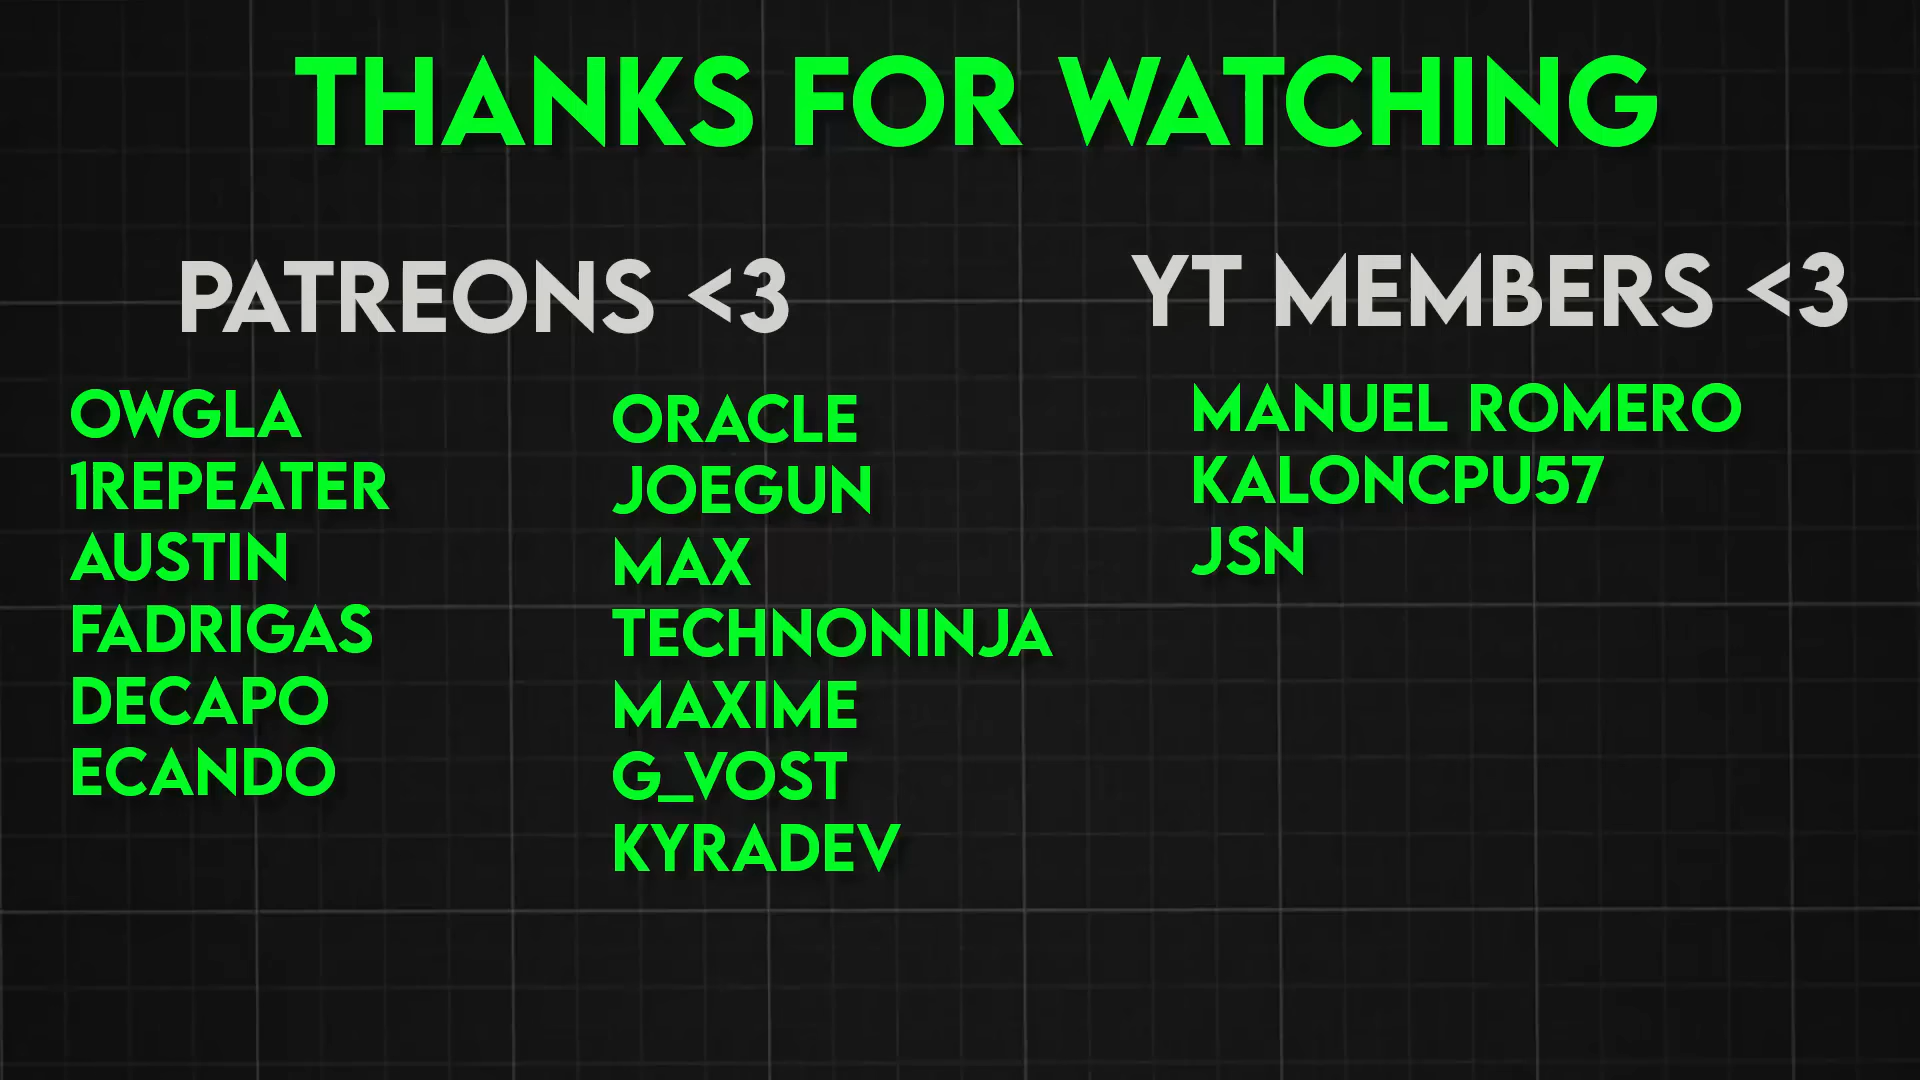 THANKS FOR WATCHING
PATREONS <3
OWGLA
1REPEATER
AUSTIN
FADRIGAS
DECAPO
ECANDO
ORACLE
JOEGUN
MAX
TECHNONINJA
MAXIME
G_VOST
KYRADEV
YT MEMBERS <3
MANUEL ROMERO
KALONCPU57
JSN